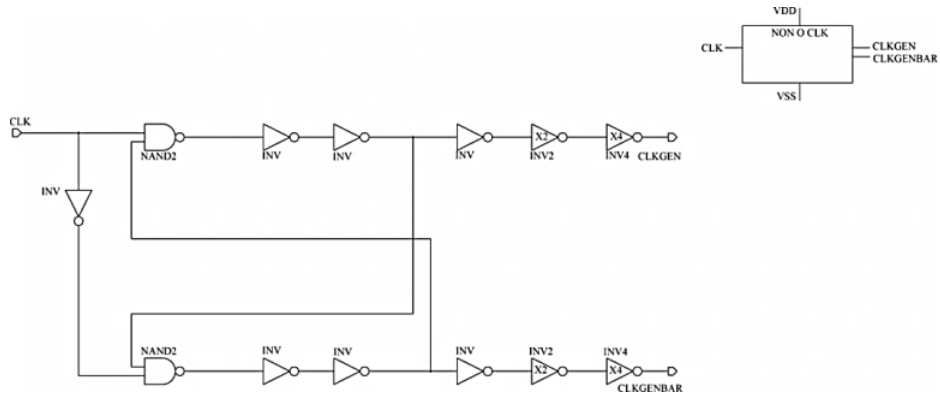 VDD
NON O CLK
CLK
CLKGEN
CLKGENBAR
VSS
CLK
NAND2
INV
INV
INV
INV2
X2
INV4
X4
CLKGEN
INV
NAND2
INV
INV
INV
INV2
X2
INV4
X4
CLKGENBAR